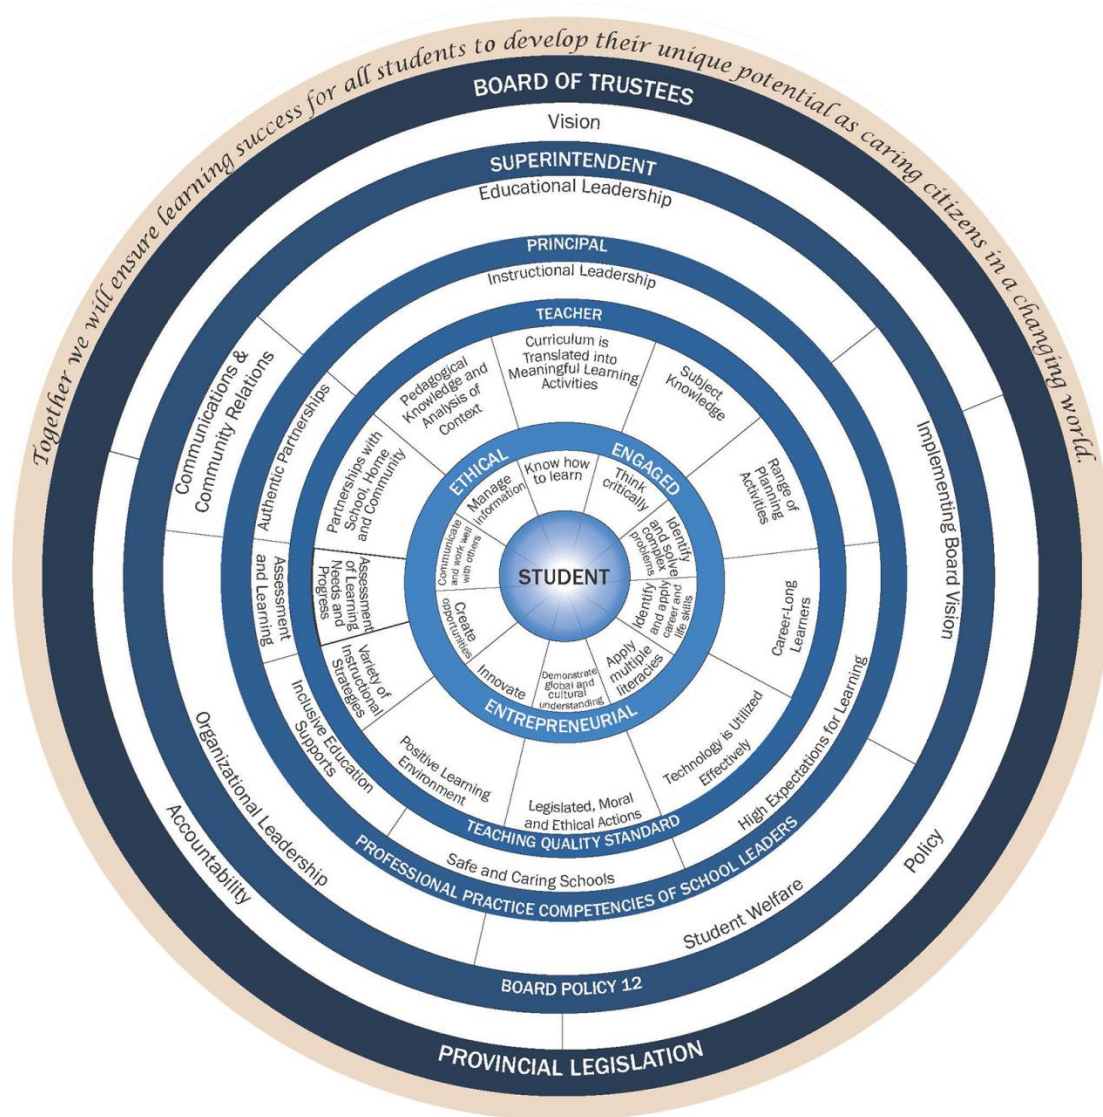 Together we will ensure learning success for all students to develop their unique potential as caring citizens in a changing world.
BOARD OF TRUSTEES
Vision
SUPERINTENDENT
Educational Leadership
PRINCIPAL
Instructional Leadership
TEACHER
Curriculum is
Translated into
Meaningful Learning
Activities
Subject
Knowledge
Range of
Planning
Activities
Career-Long
Learners
Technology is Utilized
Effectively
Legislated, Moral
and Ethical Actions
Positive Learning
Environment
Variety of
Instructional
Strategies
Assessment
of Learning
Needs and
Progress
Partnerships with
School, Home
and Community
Pedagogical
Knowledge and
Analysis of
Context
ETHICAL
ENGAGED
ENTREPRENEURIAL
Know how
to learn
Think
critically
Identify
and solve
complex
problems
Identify
and apply
career and
life skills
Apply
multiple
literacies
Demonstrate
global and
cultural
understanding
Innovate
Create
opportunities
Communicate
and work well
with others
Manage
information
STUDENT
TEACHING QUALITY STANDARD
Communications &
Community Relations
Authentic Partnerships
Assessment
and Learning
Inclusive Education
Supports
Safe and Caring Schools
High Expectations for Learning
PROFESSIONAL PRACTICE COMPETENCIES OF SCHOOL LEADERS
Implementing Board Vision
Organizational Leadership
Student Welfare
BOARD POLICY 12
Accountability
Policy
PROVINCIAL LEGISLATION